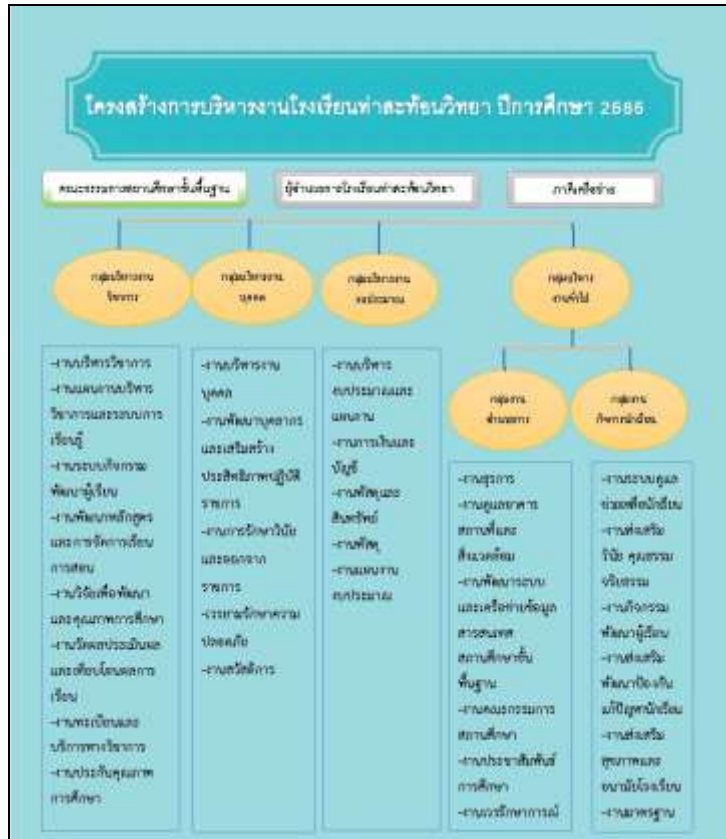 โครงสร้างการบริหารงานโรงเรียนท่าสะท้อนวิทยา ปีการศึกษา 2565
คณะกรรมการสถานศึกษาขั้นพื้นฐาน
ผู้อำนวยการโรงเรียนท่าสะท้อนวิทยา
ภาคีเครือข่าย
กลุ่มบริหารงาน
วิชาการ
กลุ่มบริหารงาน
บุคคล
กลุ่มบริหารงาน
งบประมาณ
กลุ่มบริหาร
งานทั่วไป
-งานบริหารวิชาการ
-งานแผนงานบริหาร
วิชาการและระบบการ
เรียนรู้
-งานระบบกิจกรรม
พัฒนาผู้เรียน
-งานพัฒนาหลักสูตร
และการจัดการเรียน
การสอน
-งานวิจัยเพื่อพัฒนา
และคุณภาพการศึกษา
-งานวัดผลประเมินผล
และเทียบโอนผลการ
เรียน
-งานทะเบียนและ
บริการทางวิชาการ
-งานประกันคุณภาพ
การศึกษา
-งานบริหารงาน
บุคคล
-งานพัฒนาบุคลากร
และเสริมสร้าง
ประสิทธิภาพปฏิบัติ
ราชการ
-งานการรักษาวินัย
และออกจาก
ราชการ
-เวรยามรักษาความ
ปลอดภัย
-งานสวัสดิการ
-งานบริหาร
งบประมาณและ
แผนงาน
-งานการเงินและ
บัญชี
-งานพัสดุและ
สินทรัพย์
-งานพัสดุ
-งานแผนงาน
งบประมาณ
กลุ่มงาน
อำนวยการ
กลุ่มงาน
กิจการนักเรียน
-งานธุรการ
-งานดูแลอาคาร
สถานที่และ
สิ่งแวดล้อม
-งานพัฒนาระบบ
และเครือข่ายข้อมูล
สารสนเทศ
สถานศึกษาขั้น
พื้นฐาน
-งานคณะกรรมการ
สถานศึกษา
-งานประชาสัมพันธ์
การศึกษา
-งานเวรรักษาการณ์
-งานระบบดูแล
ช่วยเหลือนักเรียน
-งานส่งเสริม
วินัย คุณธรรม
จริยธรรม
-งานกิจกรรม
พัฒนาผู้เรียน
-งานส่งเสริม
พัฒนาป้องกัน
แก้ปัญหานักเรียน
-งานส่งเสริม
สุขภาพและ
อนามัยโรงเรียน
-งานมาตรฐาน